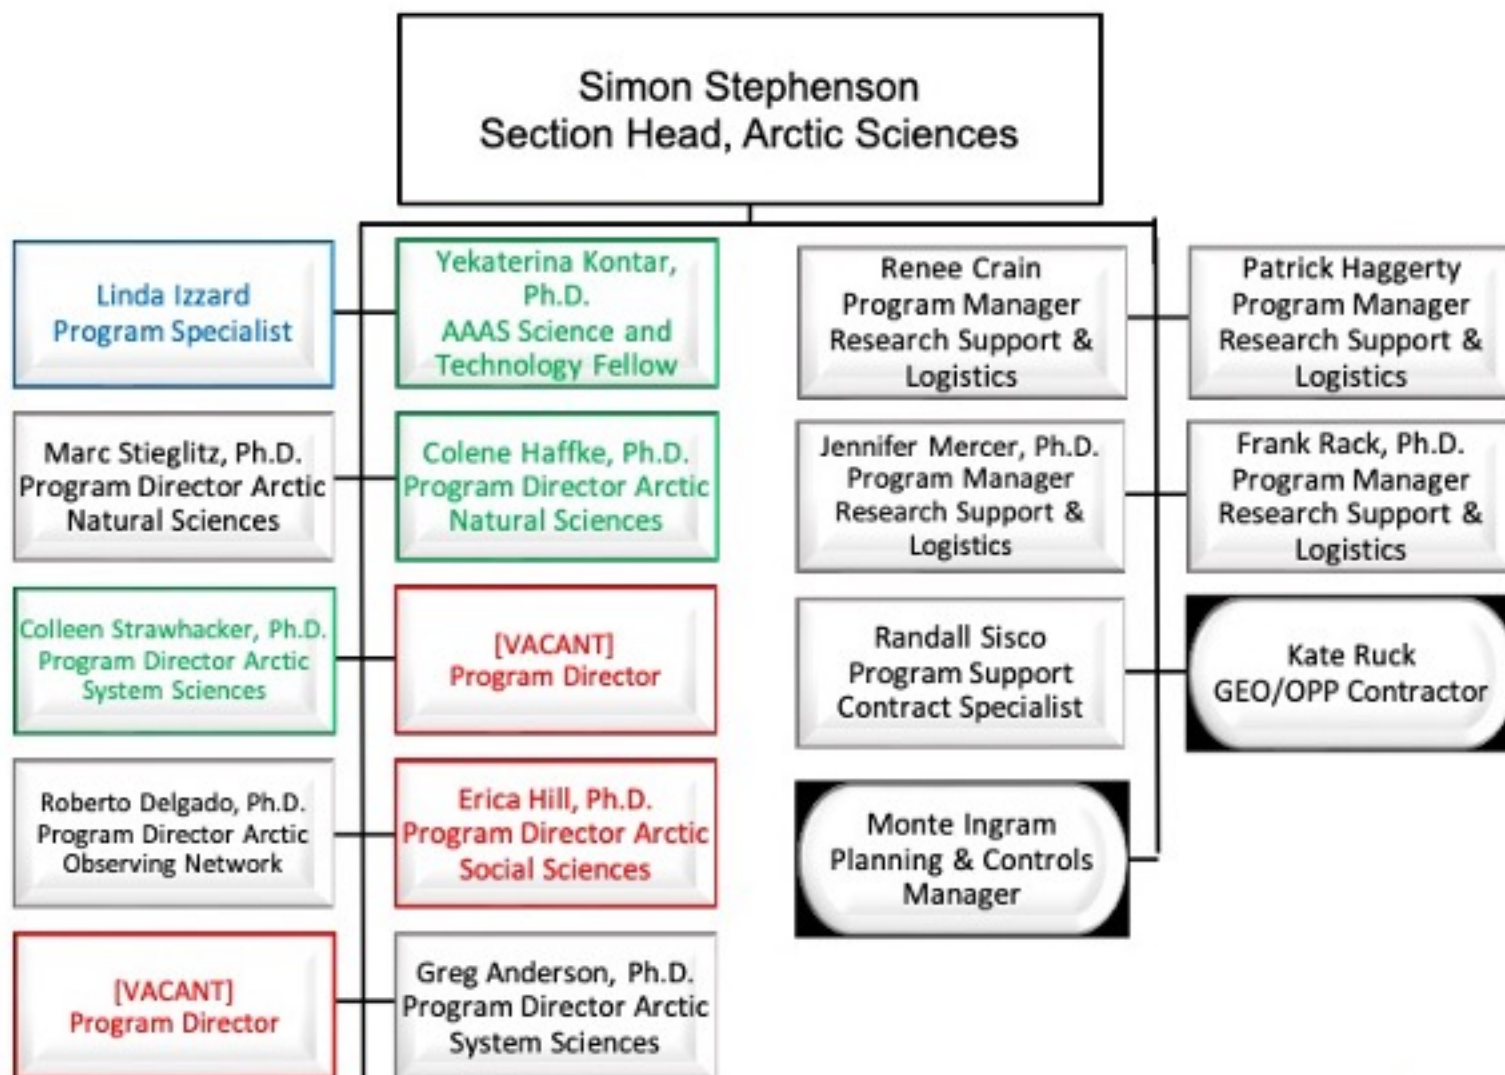 Simon Stephenson
Section Head, Arctic Sciences
Linda Izzard
Program Specialist
Yekaterina Kontar,
Ph.D.
AAAS Science and
Technology Fellow
Renee Crain
Program Manager
Research Support &
Logistics
Patrick Haggerty
Program Manager
Research Support &
Logistics
Marc Stieglitz, Ph.D.
Program Director Arctic
Natural Sciences
Colene Haffke, Ph.D.
Program Director Arctic
Natural Sciences
Jennifer Mercer, Ph.D.
Program Manager
Research Support &
Logistics
Frank Rack, Ph.D.
Program Manager
Research Support &
Logistics
Colleen Strawhacker, Ph.D.
Program Director Arctic
System Sciences
[VACANT]
Program Director
Randall Sisco
Program Support
Contract Specialist
Kate Ruck
GEO/OPP Contractor
Roberto Delgado, Ph.D.
Program Director Arctic
Observing Network
Erica Hill, Ph.D.
Program Director Arctic
Social Sciences
Monte Ingram
Planning & Controls
Manager
[VACANT]
Program Director
Greg Anderson, Ph.D.
Program Director Arctic
System Sciences